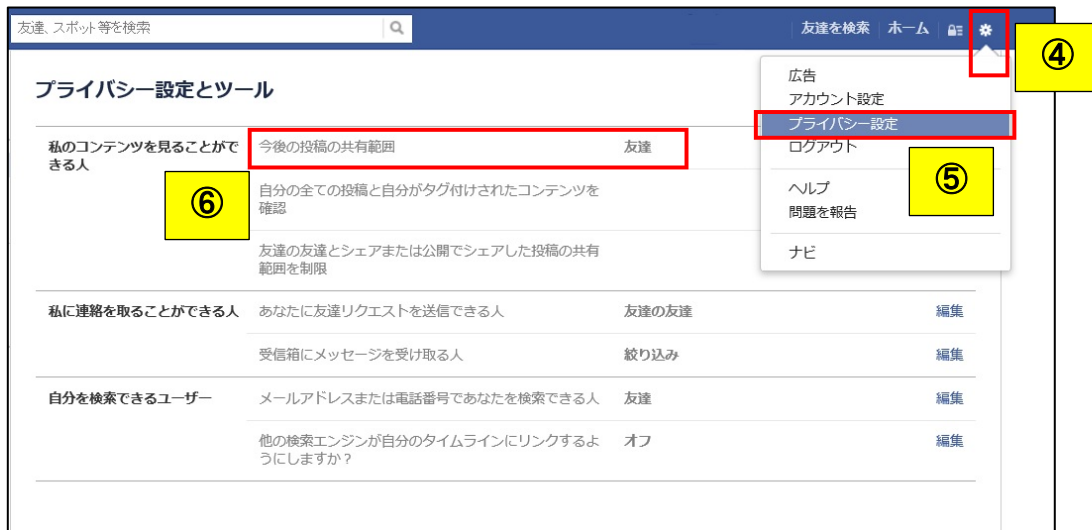 友達、スポット等を検索
友達を検索 ホーム
④
広告
アカウント設定
プライバシー設定
ログアウト
⑤
ヘルプ
問題を報告
ナビ
プライバシー設定とツール
私のコンテンツを見ることがで
きる人
今後の投稿の共有範囲 友達
⑥
自分の全ての投稿と自分がタグ付けされたコンテンツを
確認
友達の友達とシェアまたは公開でシェアした投稿の共有
範囲を制限
私に連絡を取ることができる人 あなたに友達リクエストを送信できる人 友達の友達 編集
受信箱にメッセージを受け取る人 絞り込み 編集
自分を検索できるユーザー メールアドレスまたは電話番号であなたを検索できる人 友達 編集
他の検索エンジンが自分のタイムラインにリンクするよ オフ 編集
うにしますか?